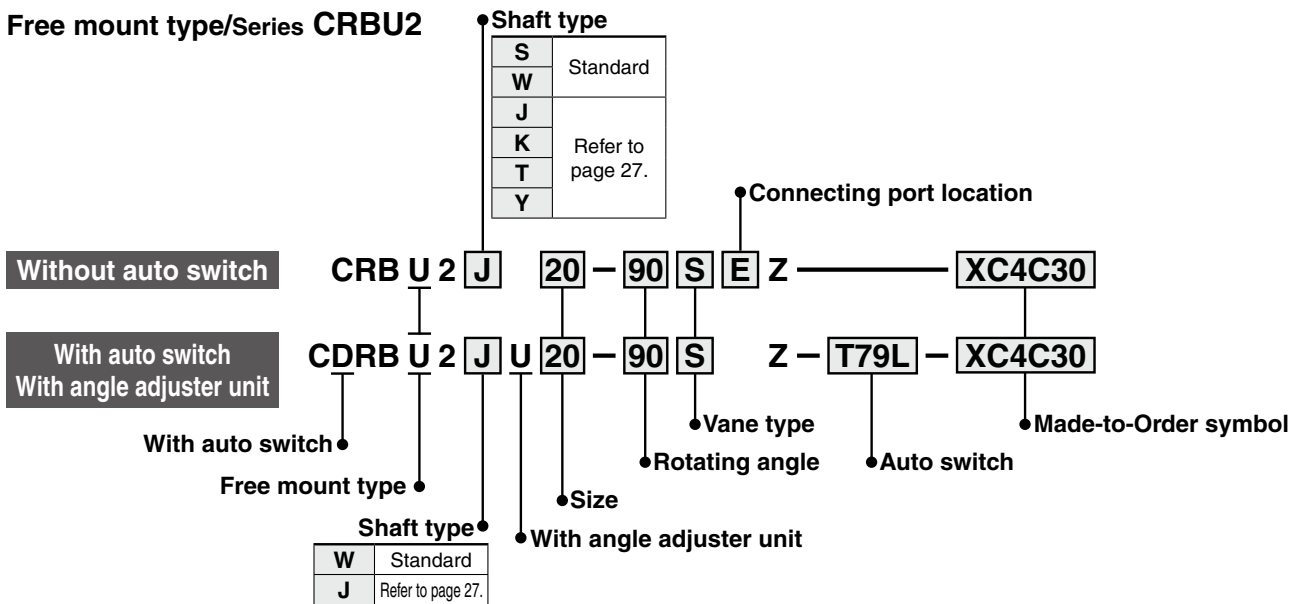 Free mount type/Series CRBU2
Shaft type
S
Standard
W
J
K
Refer to
page 27.
T
Y
Connecting port location
Without auto switch
CRB U 2 J 20 – 90 S E Z — XC4C30
With auto switch
With angle adjuster unit
CDRB U 2 J U 20 – 90 S Z – T79L – XC4C30
Vane type
Made-to-Order symbol
With auto switch
Rotating angle
Auto switch
Free mount type
Size
Shaft type
With angle adjuster unit
W Standard
J Refer to page 27.